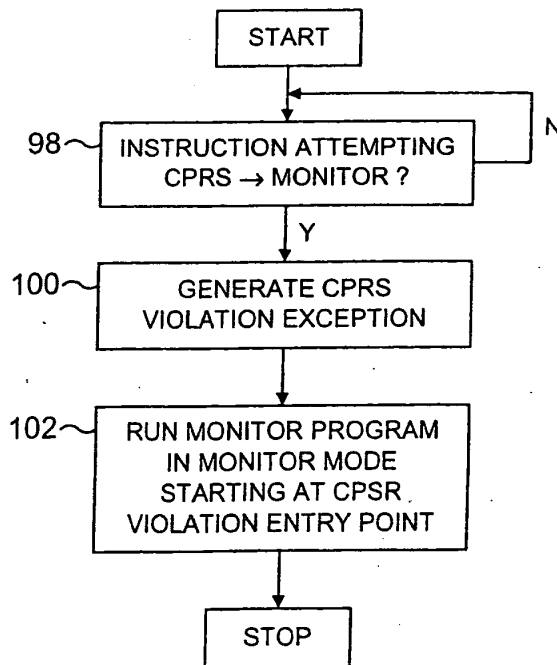 START
N
98
INSTRUCTION ATTEMPTING
CPRS → MONITOR ?
Y
100
GENERATE CPRS
VIOLATION EXCEPTION
102
RUN MONITOR PROGRAM
IN MONITOR MODE
STARTING AT CPSR
VIOLATION ENTRY POINT
STOP